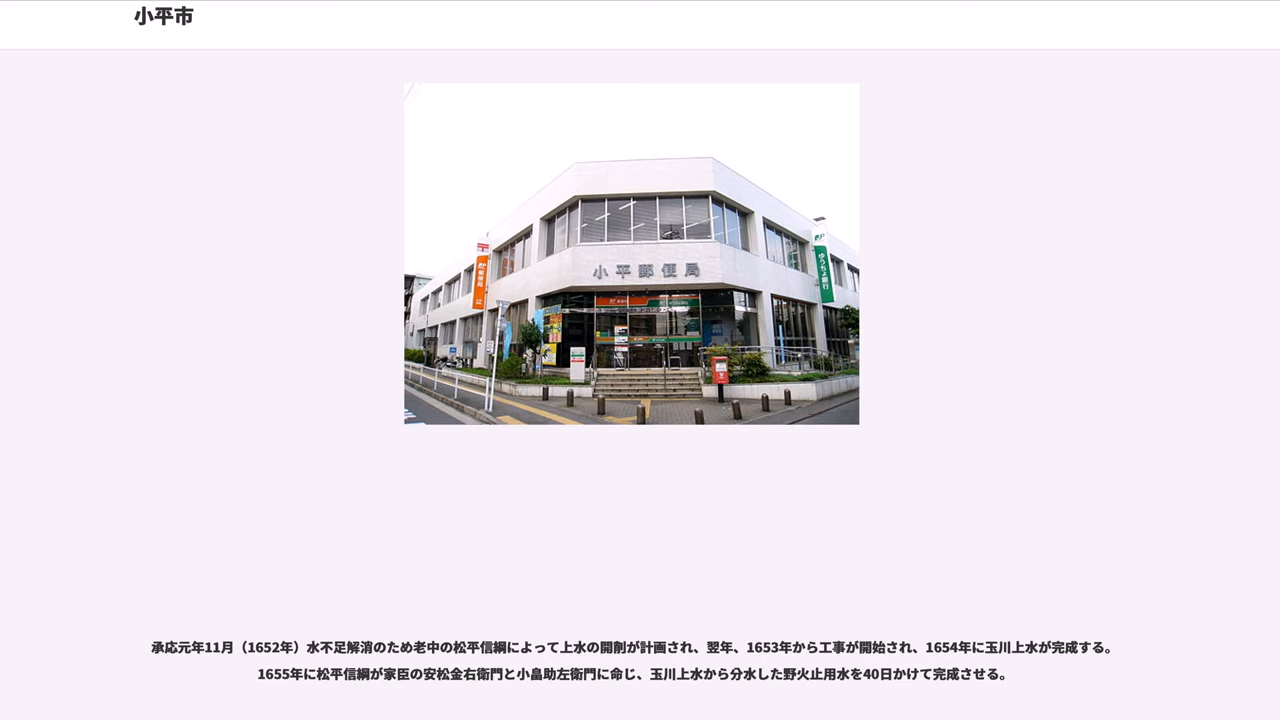 小平市
小平郵便局
郵便局
ゆうちょ銀行
承応元年11月（1652年）水不足解消のため老中の松平信綱によって上水の開削が計画され、翌年、1653年から工事が開始され、1654年に玉川上水が完成する。
1655年に松平信綱が家臣の安松金右衛門と小畠助左衛門に命じ、玉川上水から分水した野火止用水を40日かけて完成させる。